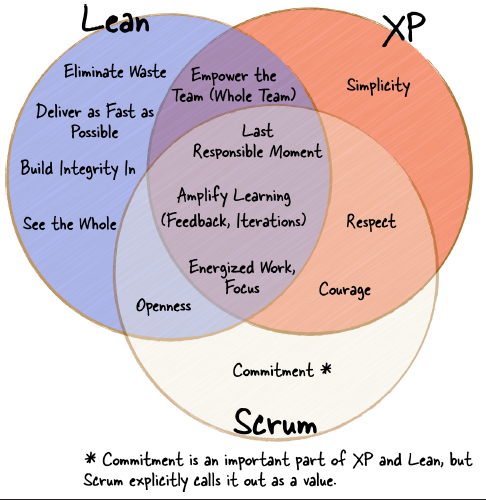 Lean
XP
Eliminate Waste
Deliver as Fast as
Possible
Build Integrity In
See the Whole
Empower the
Team (Whole Team)
Simplicity
Last
Responsible Moment
Amplify Learning
(Feedback, Iterations)
Energized Work,
Focus
Respect
Courage
Openness
Commitment *
Scrum
* Commitment is an important part of XP and Lean, but
Scrum explicitly calls it out as a value.